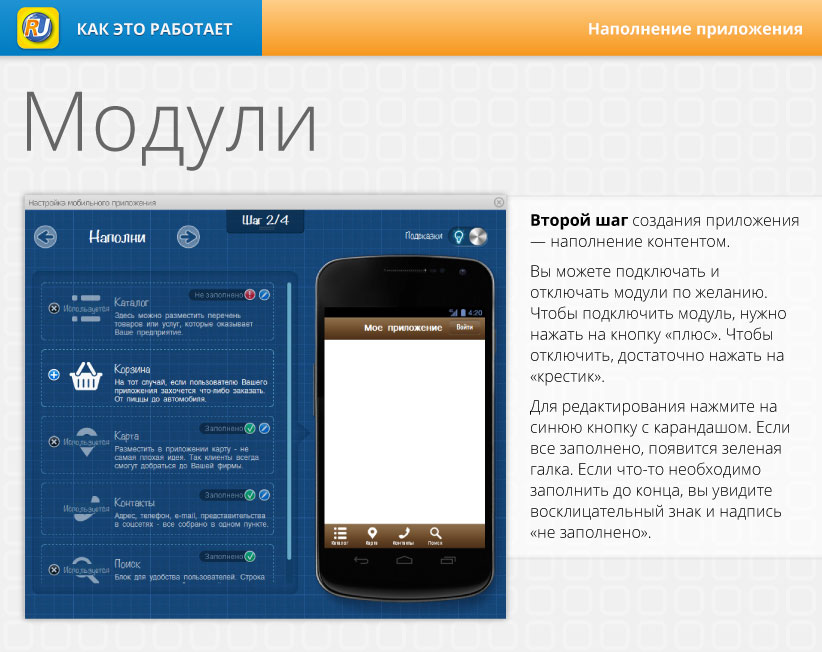 RU
КАК ЭТО РАБОТАЕТ
Наполнение приложения
Модули
Настройка мобильного приложения
Шаг 2/4
Наполни
Подсказки
Не заполнено
Используется
Каталог
Здесь можно разместить перечень
товаров или услуг, которые оказывает
Ваше предприятие.
Корзина
На тот случай, если пользователю Вашего
приложения захочется что-либо заказать.
От пиццы до автомобиля.
Заполнено
Используется
Карта
Разместить в приложении карту - не
самая плохая идея. Так клиенты всегда
смогут добраться до Вашей фирмы.
Заполнено
Используется
Контакты
Адрес, телефон, e-mail, представительства
в соцсетях - все собрано в одном пункте.
Заполнено
Используется
Поиск
Блок для удобства пользователей. Строка
4:20
Мое приложение
Войти
Каталог
Карта
Контакты
Поиск
Второй шаг создания приложения
— наполнение контентом.
Вы можете подключать и
отключать модули по желанию.
Чтобы подключить модуль, нужно
нажать на кнопку «плюс». Чтобы
отключить, достаточно нажать на
«крестик».
Для редактирования нажмите на
синюю кнопку с карандашом. Если
все заполнено, появится зеленая
галка. Если что-то необходимо
заполнить до конца, вы увидите
восклицательный знак и надпись
«не заполнено».